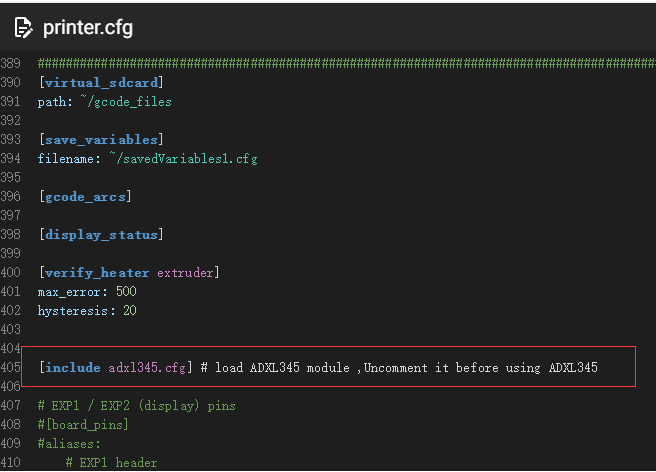 printer.cfg
389 ################################################################################################
390 [virtual_sdcard]
391 path: ~/gcode_files
392
393 [save_variables]
394 filename: ~/savedVariables1.cfg
395
396 [gcode_arcs]
397
398 [display_status]
399
400 [verify_heater extruder]
401 max_error: 500
402 hysteresis: 20
403
404
405 [include adxl345.cfg] # load ADXL345 module ,Uncomment it before using ADXL345
406
407 # EXP1 / EXP2 (display) pins
408 #[board_pins]
409 #aliases:
410 # EXP1 header